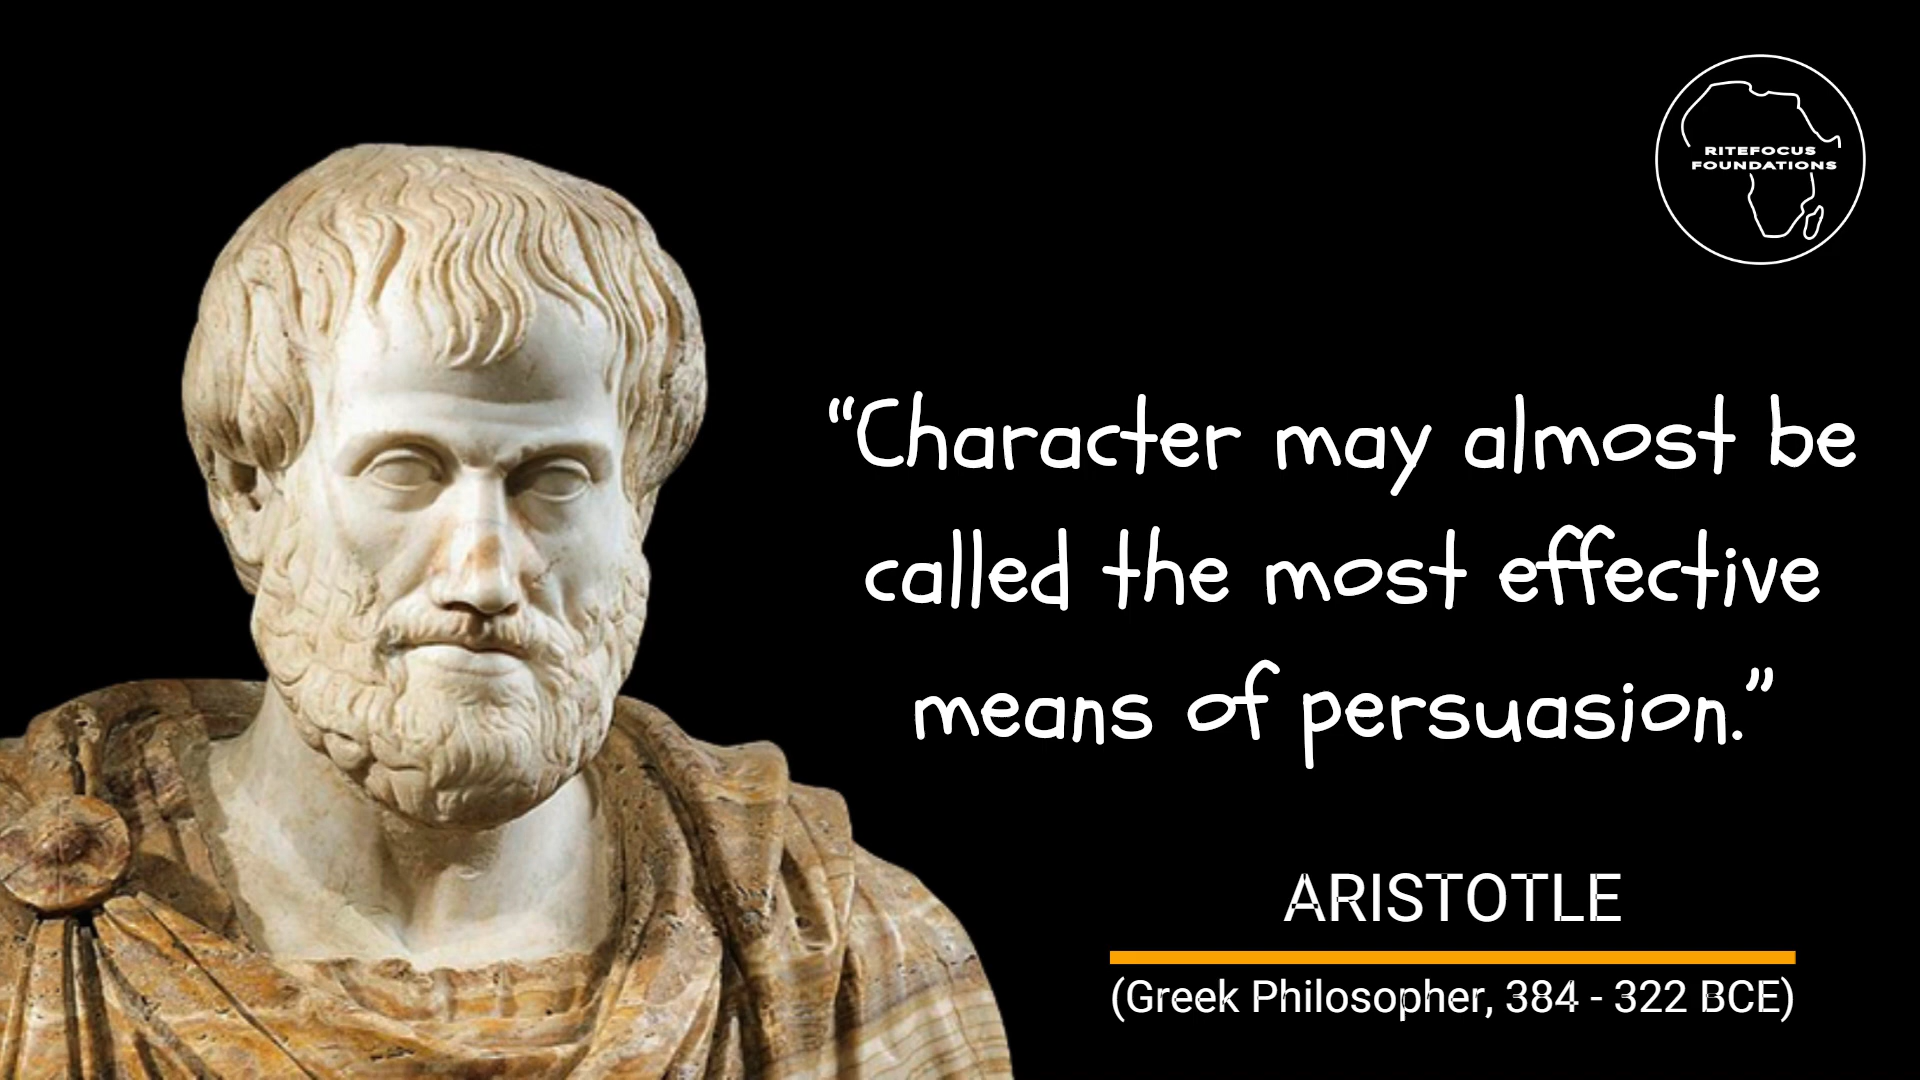 RITEFOCUS
FOUNDATIONS
“Character may almost be
called the most effective
means of persuasion.”
ARISTOTLE
(Greek Philosopher, 384 - 322 BCE)